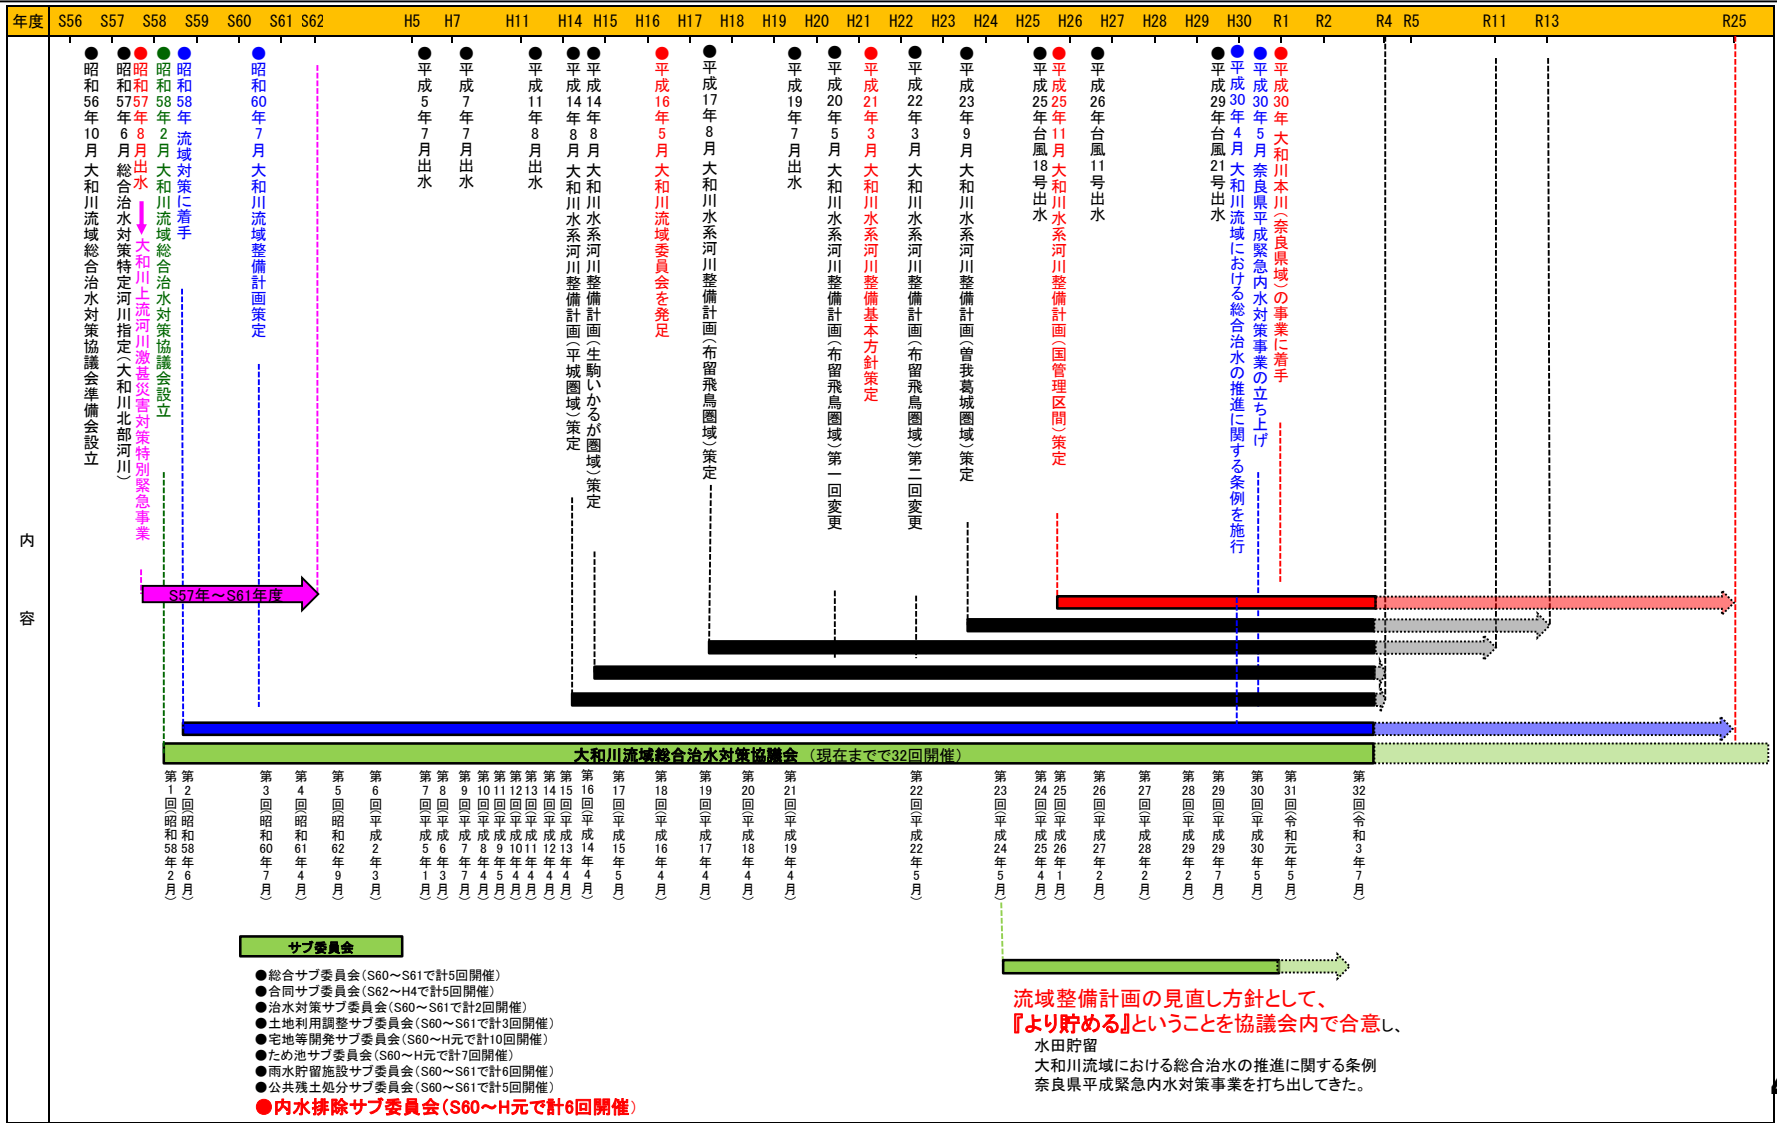 年度 S56 S57 S58 S59 S60 S61 S62 H5 H7 H11 H14 H15 H16 H17 H18 H19 H20 H21 H22 H23 H24 H25 H26 H27 H28 H29 H30 R1 R2 R4 R5 R11 R13 R25
内容
●昭和56年10月 大和川流域総合治水対策協議会準備会設立
●昭和57年6月 総合治水対策特定河川指定(大和川北部河川)
●昭和57年8月出水
大和川上流河川激甚災害対策特別緊急事業
●昭和58年2月 大和川流域総合治水対策協議会設立
●昭和58年 流域対策に着手
●昭和60年7月 大和川流域整備計画策定
●平成5年7月出水
●平成7年7月出水
●平成11年8月出水
●平成14年8月 大和川水系河川整備計画(平城圏域)策定
●平成14年8月 大和川水系河川整備計画(生駒いかるが圏域)策定
●平成16年5月 大和川流域委員会を発足
●平成17年8月 大和川水系河川整備計画(布留飛鳥圏域)策定
●平成19年7月出水
●平成20年5月 大和川水系河川整備計画(布留飛鳥圏域)第一回変更
●平成21年3月 大和川水系河川整備基本方針策定
●平成22年3月 大和川水系河川整備計画(布留飛鳥圏域)第二回変更
●平成23年9月 大和川水系河川整備計画(曽我葛城圏域)策定
●平成25年台風18号出水
●平成25年11月 大和川水系河川整備計画(国管理区間)策定
●平成26年台風11号出水
●平成29年台風21号出水
●平成30年4月 大和川流域における総合治水の推進に関する条例を施行
●平成30年5月 奈良県平成緊急内水対策事業の立ち上げ
●平成30年 大和川本川(奈良県域)の事業に着手
S57年~S61年度
大和川流域総合治水対策協議会 (現在までで32回開催)
第1回(昭和58年2月)
第2回(昭和58年6月)
第3回(昭和60年7月)
第4回(昭和61年4月)
第5回(昭和62年9月)
第6回(平成2年3月)
第7回(平成5年1月)
第8回(平成6年3月)
第9回(平成7年7月)
第10回(平成8年4月)
第11回(平成9年5月)
第12回(平成10年4月)
第13回(平成11年4月)
第14回(平成12年4月)
第15回(平成13年4月)
第16回(平成14年4月)
第17回(平成15年5月)
第18回(平成16年4月)
第19回(平成17年4月)
第20回(平成18年4月)
第21回(平成19年4月)
第22回(平成22年5月)
第23回(平成24年5月)
第24回(平成25年4月)
第25回(平成26年1月)
第26回(平成27年2月)
第27回(平成28年2月)
第28回(平成29年2月)
第29回(平成29年7月)
第30回(平成30年5月)
第31回(令和元年5月)
第32回(令和3年7月)
サブ委員会
●総合サブ委員会(S60~S61で計5回開催)
●合同サブ委員会(S62~H4で計5回開催)
●治水対策サブ委員会(S60~S61で計2回開催)
●土地利用調整サブ委員会(S60~S61で計3回開催)
●宅地等開発サブ委員会(S60~H元で計10回開催)
●ため池サブ委員会(S60~H元で計7回開催)
●雨水貯留施設サブ委員会(S60~S61で計6回開催)
●公共残土処分サブ委員会(S60~S61で計5回開催)
●内水排除サブ委員会(S60~H元で計6回開催)
流域整備計画の見直し方針として、
『より貯める』ということを協議会内で合意し、
水田貯留
大和川流域における総合治水の推進に関する条例
奈良県平成緊急内水対策事業を打ち出してきた。